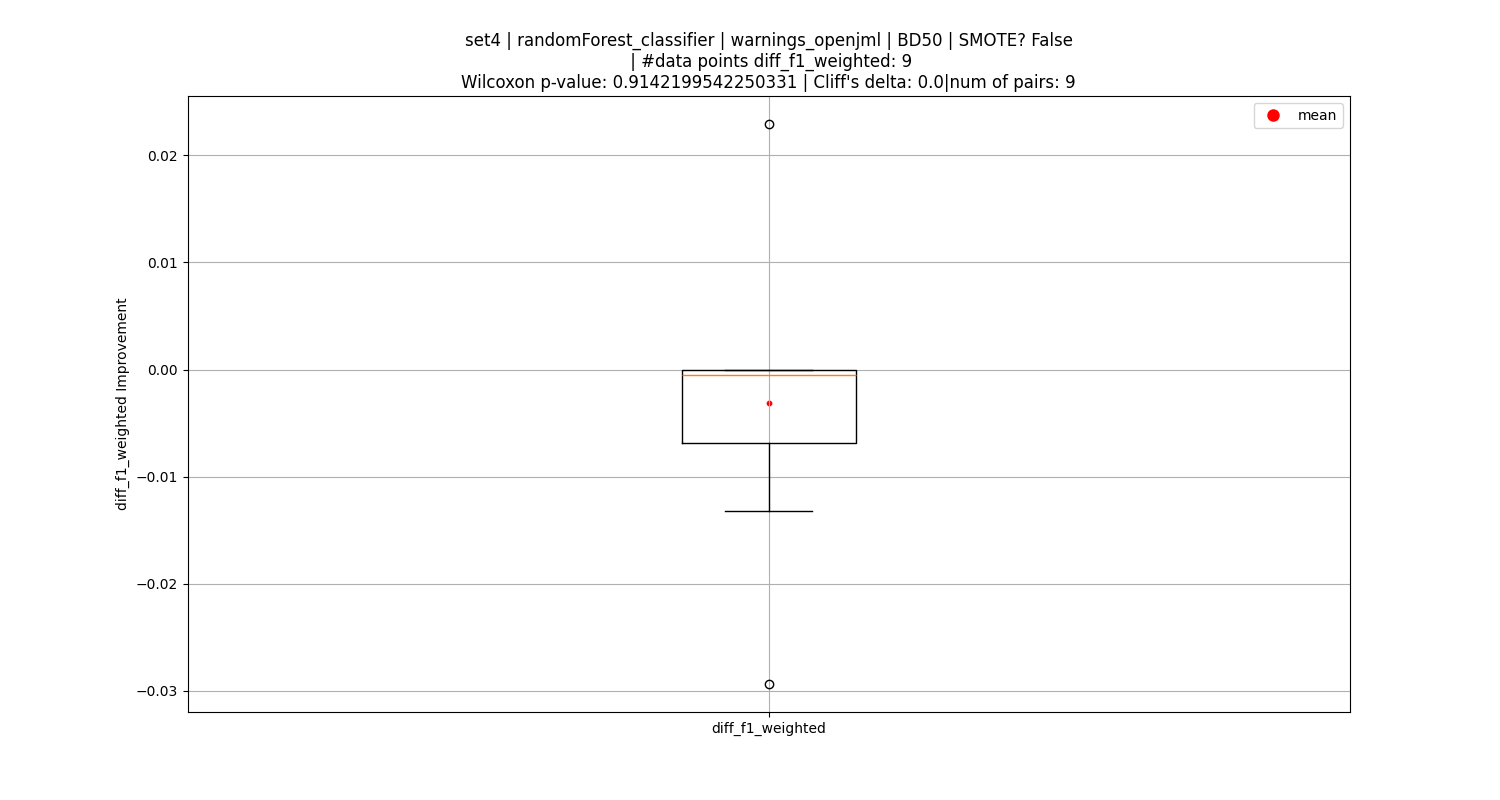 set4 | randomForest_classifier | warnings_openjml | BD50 | SMOTE? False
| #data points diff_f1_weighted: 9
Wilcoxon p-value: 0.9142199542250331 | Cliff's delta: 0.0|num of pairs: 9
mean
0.02
0.01
0.00
−0.01
−0.02
−0.03
diff_f1_weighted Improvement
diff_f1_weighted